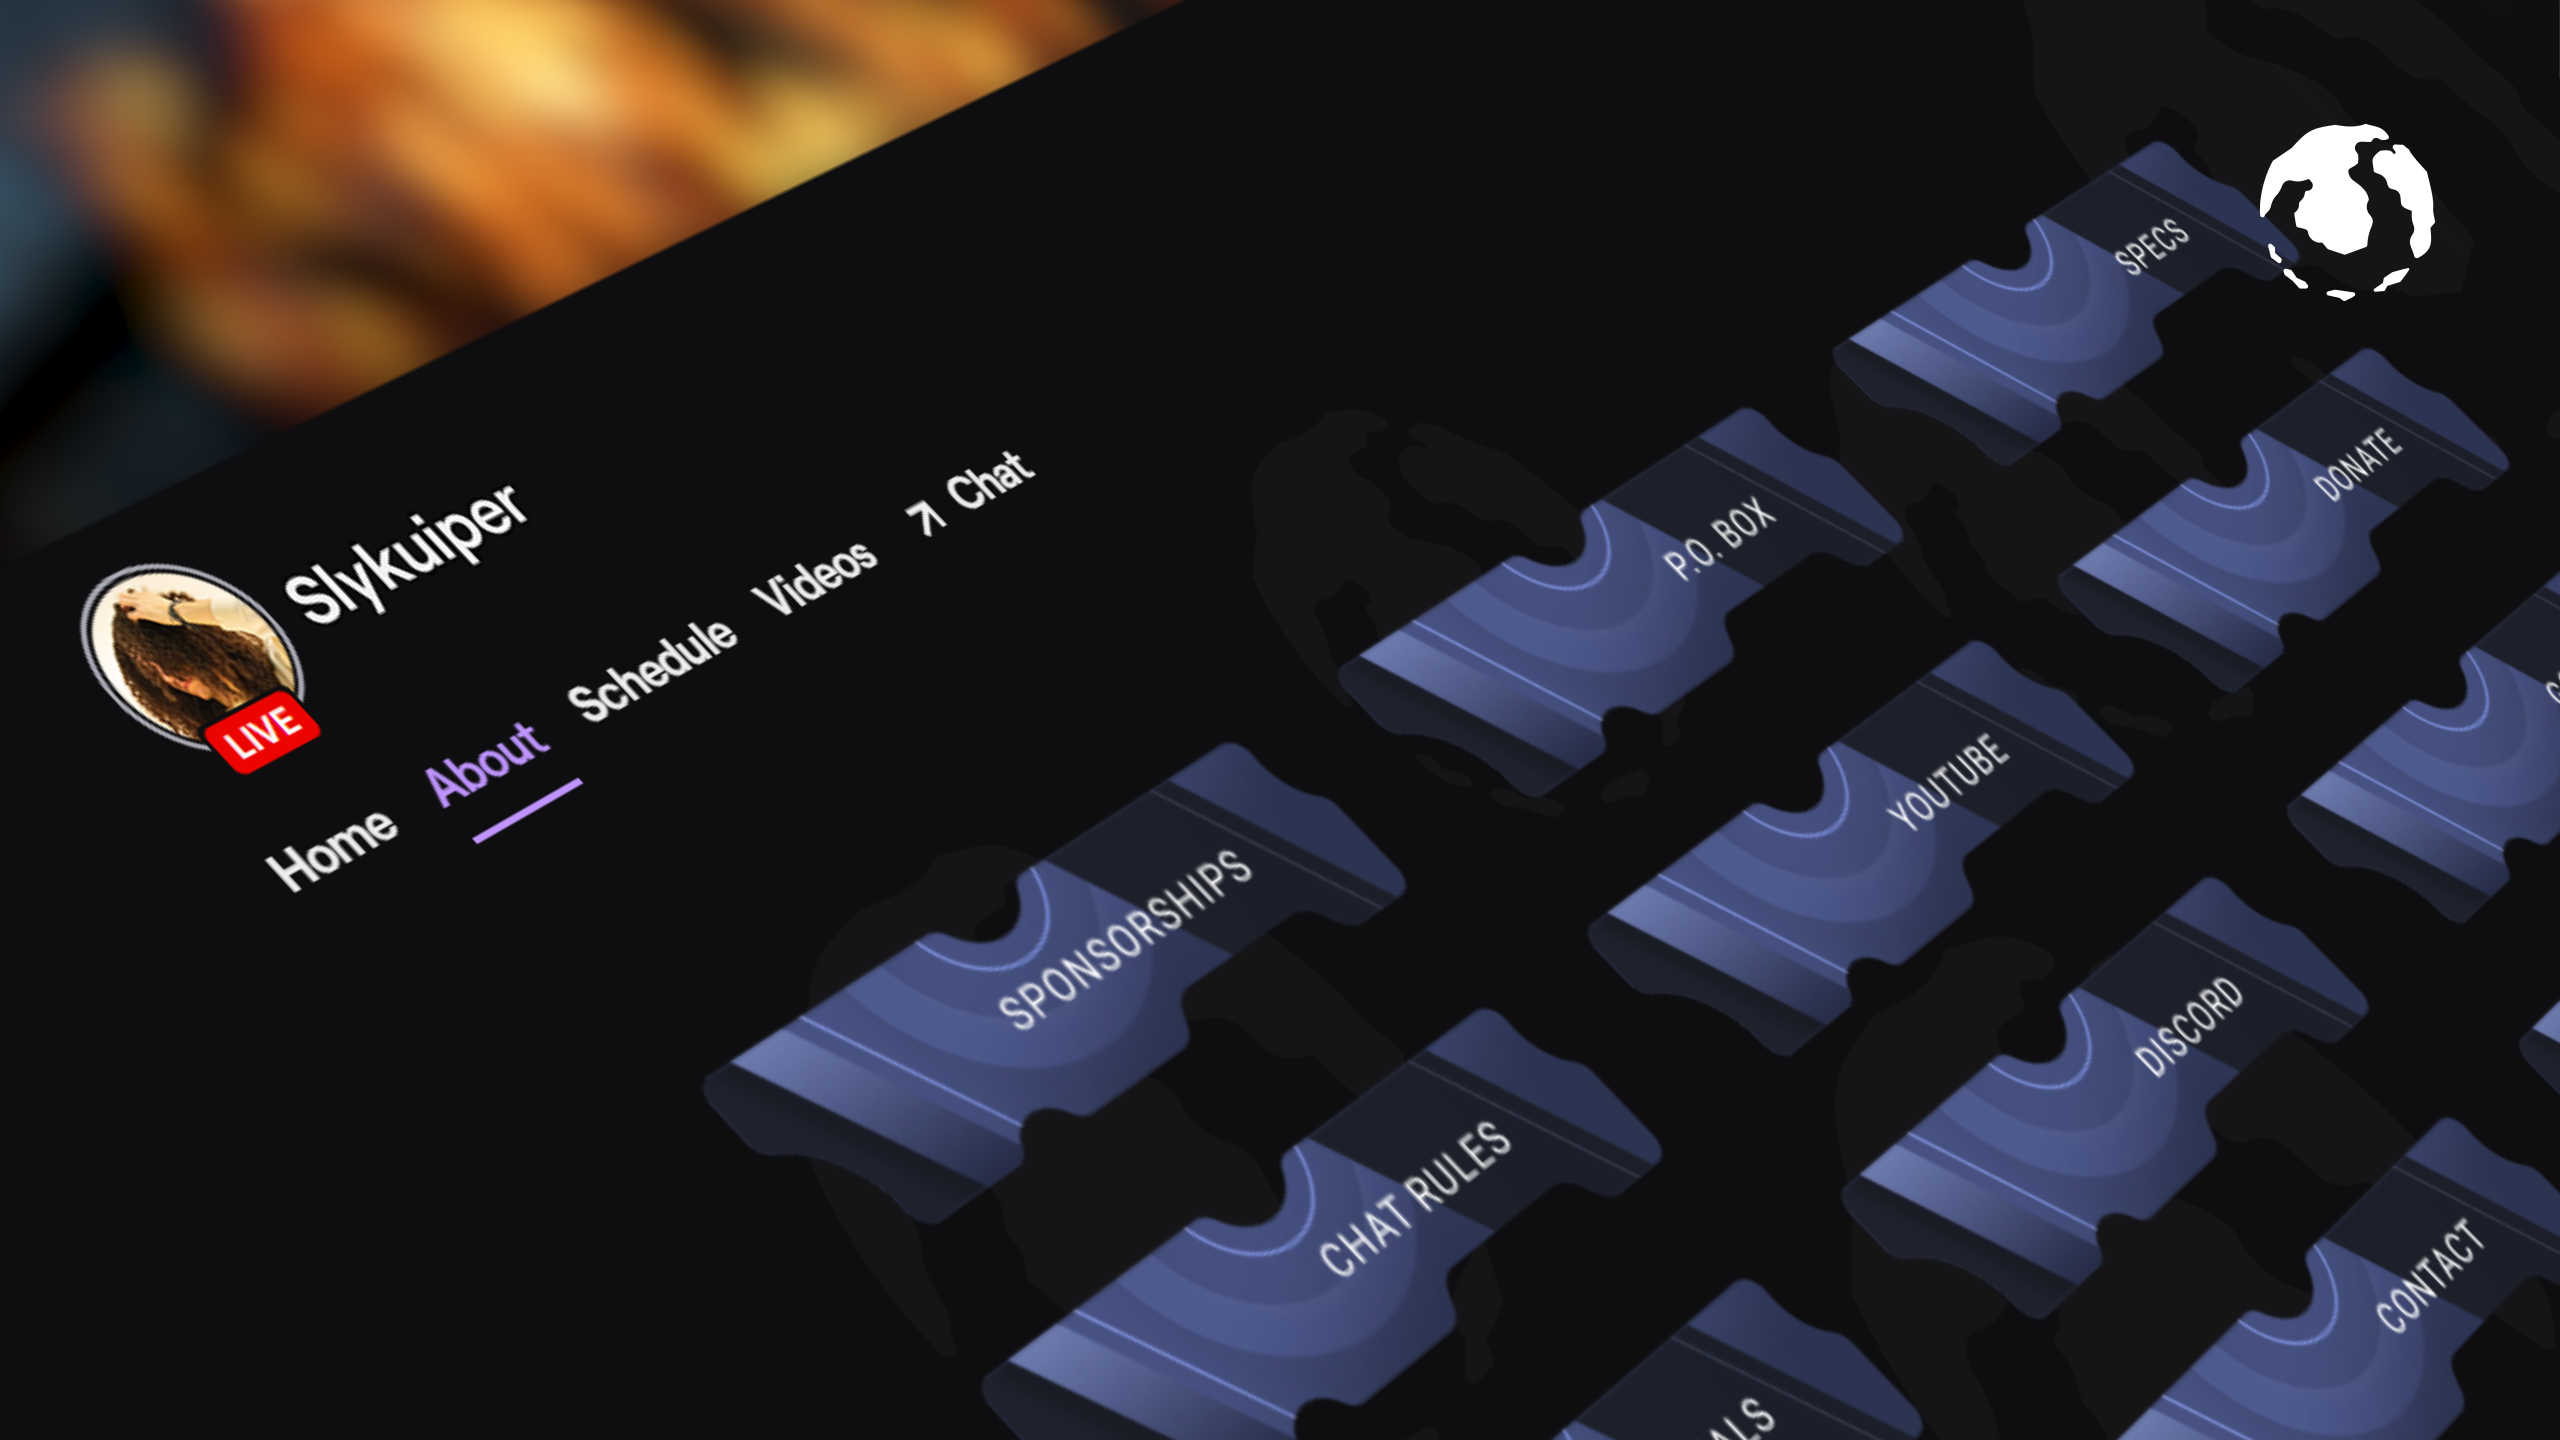 Slykuiper
LIVE
Home About Schedule Videos Chat
SPONSORSHIPS
P.O. BOX
SPECS
CHAT RULES
YOUTUBE
DONATE
DISCORD
CONTACT